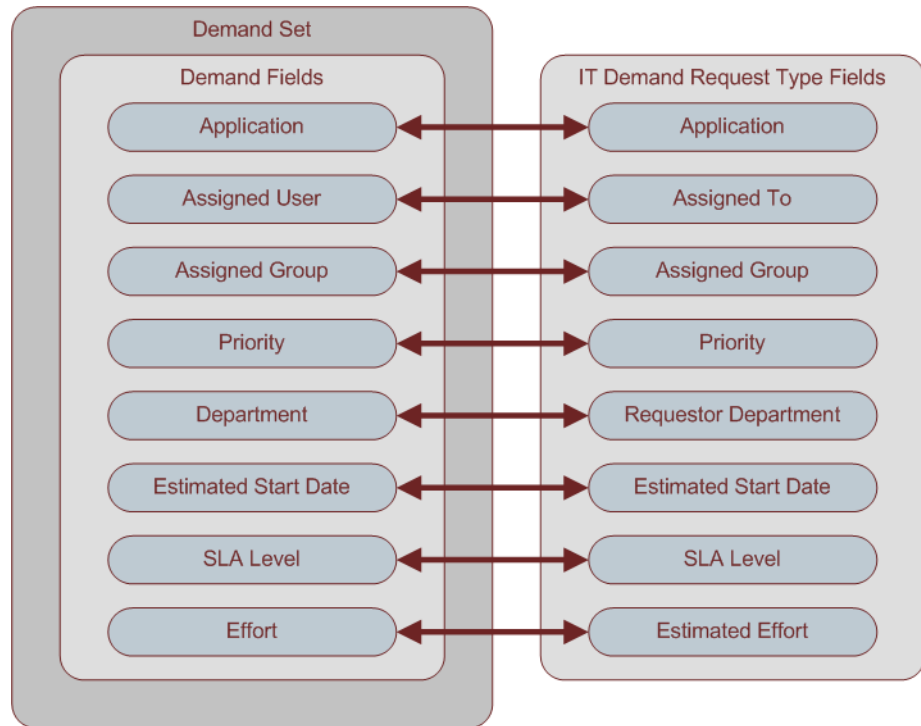 Demand Set
Demand Fields
IT Demand Request Type Fields
Application
Application
Assigned User
Assigned To
Assigned Group
Assigned Group
Priority
Priority
Department
Requestor Department
Estimated Start Date
Estimated Start Date
SLA Level
SLA Level
Effort
Estimated Effort